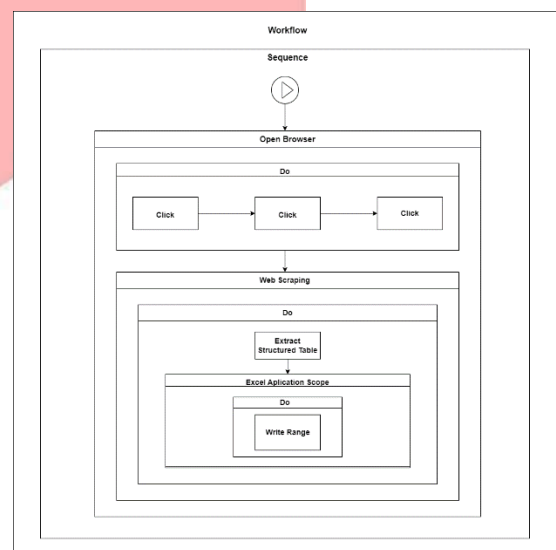 Workflow
Sequence
Open Browser
Do
Click
Click
Click
Web Scraping
Do
Extract
Structured Table
Excel Aplication Scope
Do
Write Range